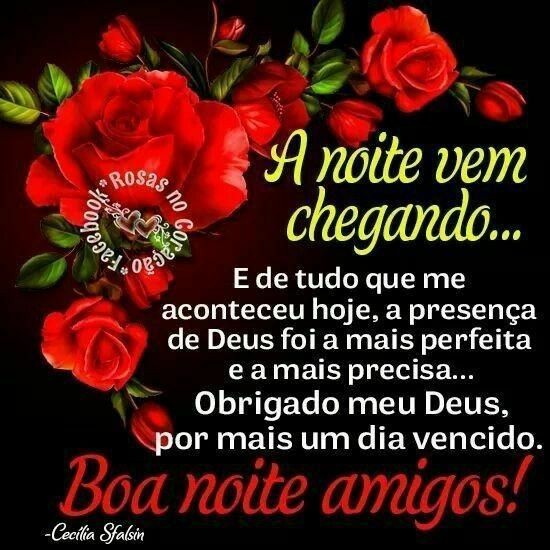 Facebook*Rosas no Coração*
A noite vem
chegando...
E de tudo que me
aconteceu hoje, a presença
de Deus foi a mais perfeita
e a mais precisa...
Obrigado meu Deus,
por mais um dia vencido.
Boa noite amigos!
-Cecília Sfalsin